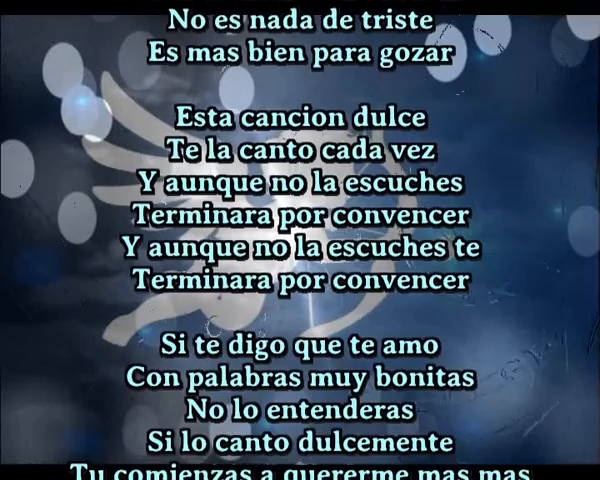 No es nada de triste
Es mas bien para gozar
Esta cancion dulce
Te la canto cada vez
Y aunque no la escuches
Terminara por convencer
Y aunque no la escuches te
Terminara por convencer
Si te digo que te amo
Con palabras muy bonitas
No lo entenderas
Si lo canto dulcemente
Tu comienzas a quererme mas mas